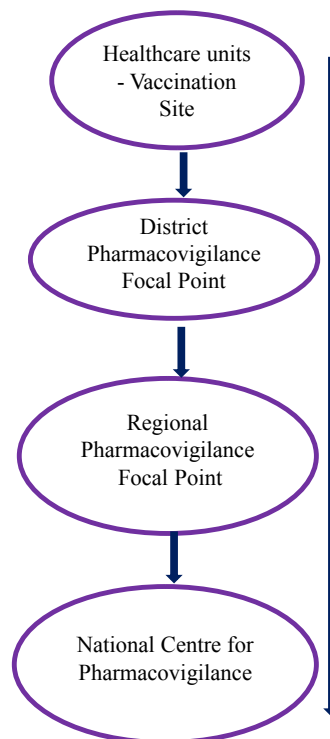 Healthcare units
- Vaccination
Site
District
Pharmacovigilance
Focal Point
Regional
Pharmacovigilance
Focal Point
National Centre for
Pharmacovigilance